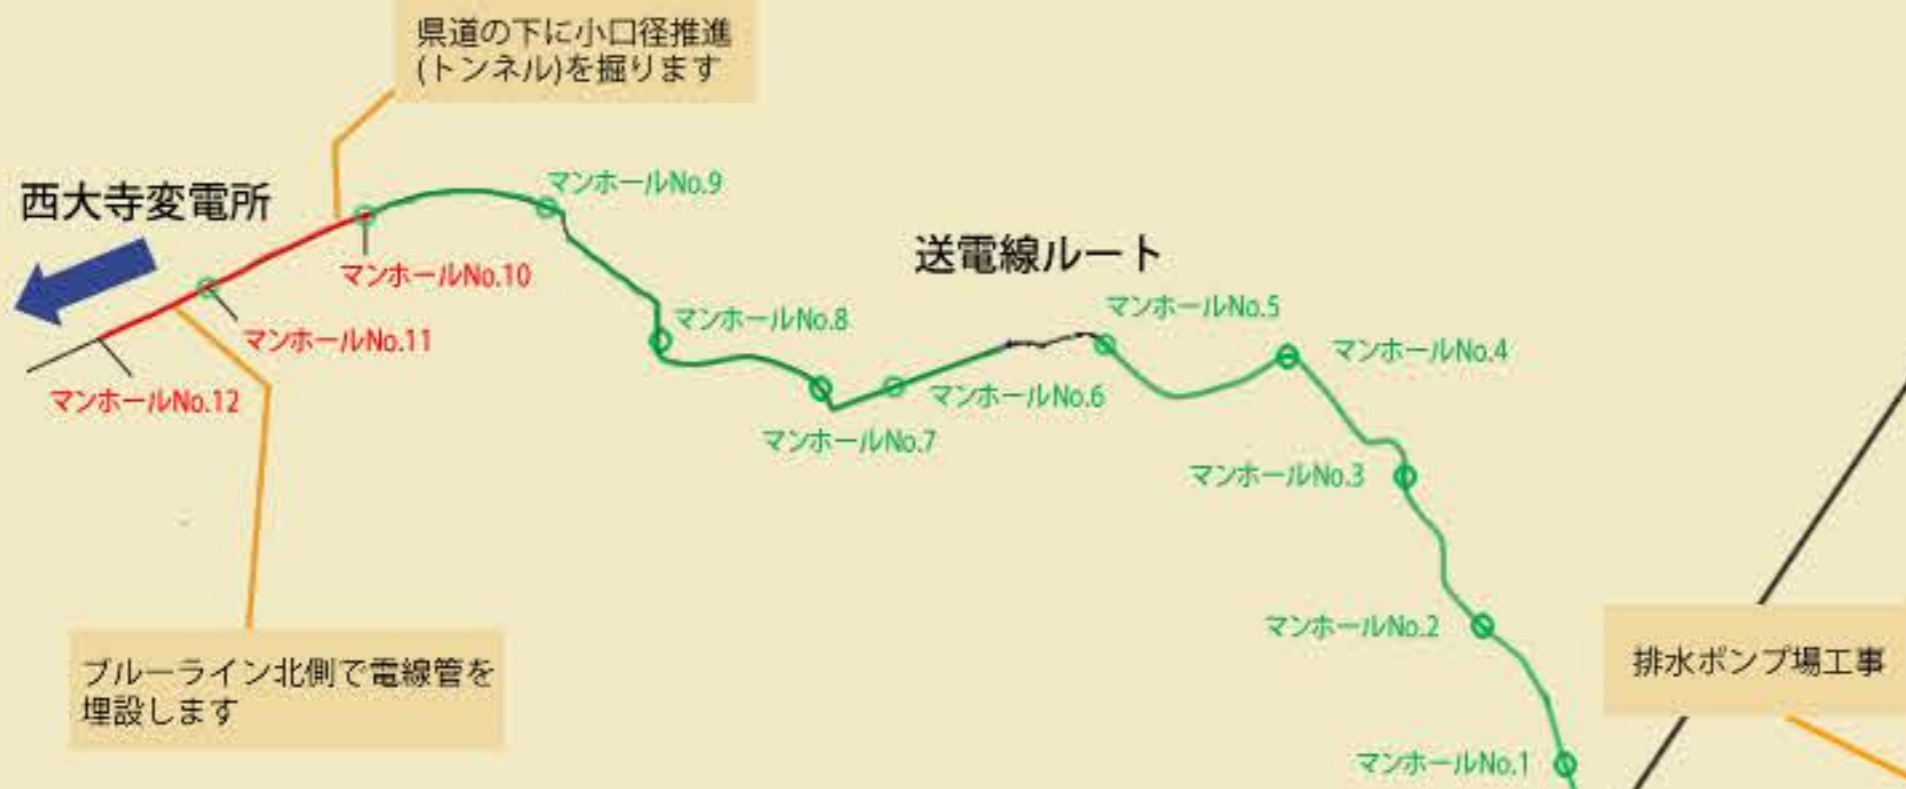 県道の下に小口径推進
(トンネル)を掘ります
西大寺変電所
マンホールNo.9
送電線ルート
マンホールNo.10
マンホールNo.5
マンホールNo.8
マンホールNo.11
マンホールNo.4
マンホールNo.12
マンホールNo.6
マンホールNo.7
マンホールNo.3
マンホールNo.2
ブルーライン北側で電線管を
埋設します
排水ポンプ場工事
マンホールNo.1